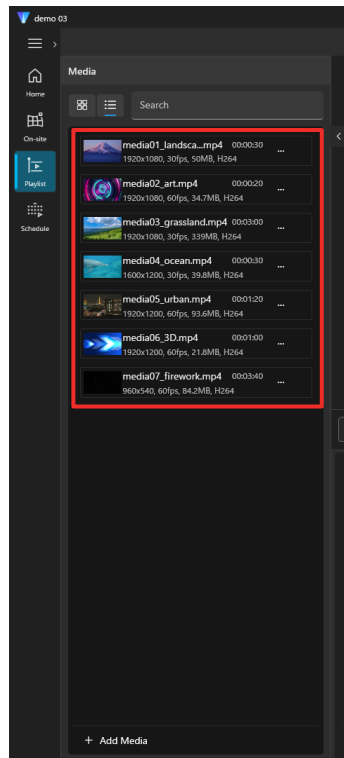 demo 03
Home
On-site
Playlist
Schedule
Media
Search
media01_landsca...mp4 00:00:30 ...
1920x1080, 30fps, 50MB, H264
media02_art.mp4 00:00:20 ...
1920x1080, 60fps, 34.7MB, H264
media03_grassland.mp4 00:03:00 ...
1920x1080, 30fps, 339MB, H264
media04_ocean.mp4 00:00:30 ...
1600x1200, 30fps, 39.8MB, H264
media05_urban.mp4 00:01:20 ...
1920x1200, 60fps, 93.6MB, H264
media06_3D.mp4 00:01:00 ...
1920x1200, 60fps, 21.8MB, H264
media07_firework.mp4 00:03:40 ...
960x540, 60fps, 84.2MB, H264
+ Add Media